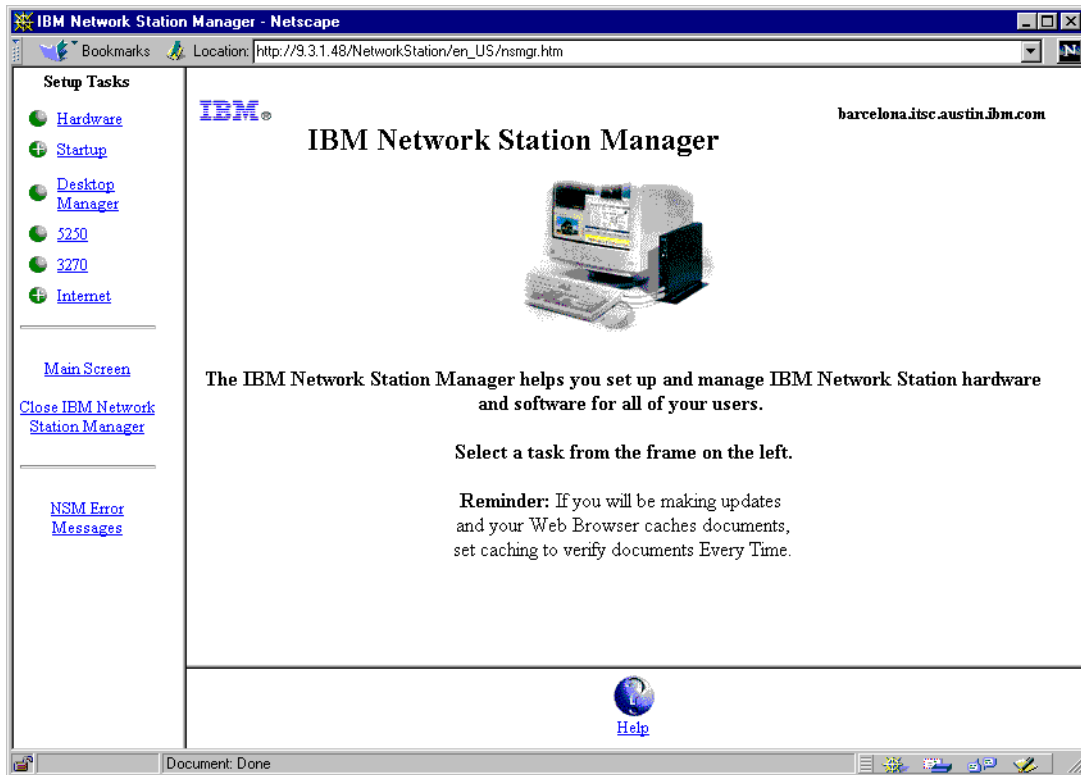 IBM Network Station Manager - Netscape
Bookmarks Location: http://9.3.1.48/NetworkStation/en_US/nsmgr.htm
N
Setup Tasks
Hardware
Startup
Desktop
Manager
5250
3270
Internet
Main Screen
Close IBM Network
Station Manager
NSM Error
Messages
IBM®
barcelona.itsc.austin.ibm.com
IBM Network Station Manager
The IBM Network Station Manager helps you set up and manage IBM Network Station hardware
and software for all of your users.
Select a task from the frame on the left.
Reminder: If you will be making updates
and your Web Browser caches documents,
set caching to verify documents Every Time.
Help
Document: Done